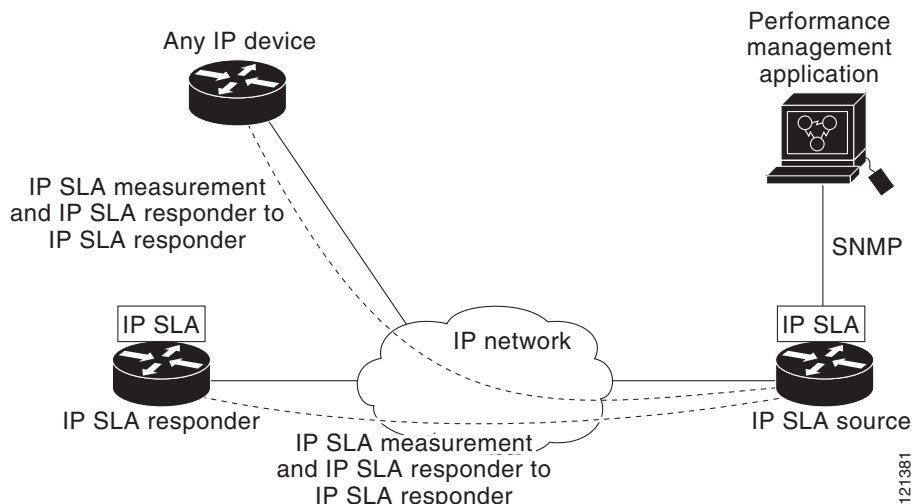 Any IP device
Performance
management
application
IP SLA measurement
and IP SLA responder to
IP SLA responder
SNMP
IP SLA
IP network
IP SLA
IP SLA responder
IP SLA source
IP SLA measurement
and IP SLA responder to
IP SLA responder
121381